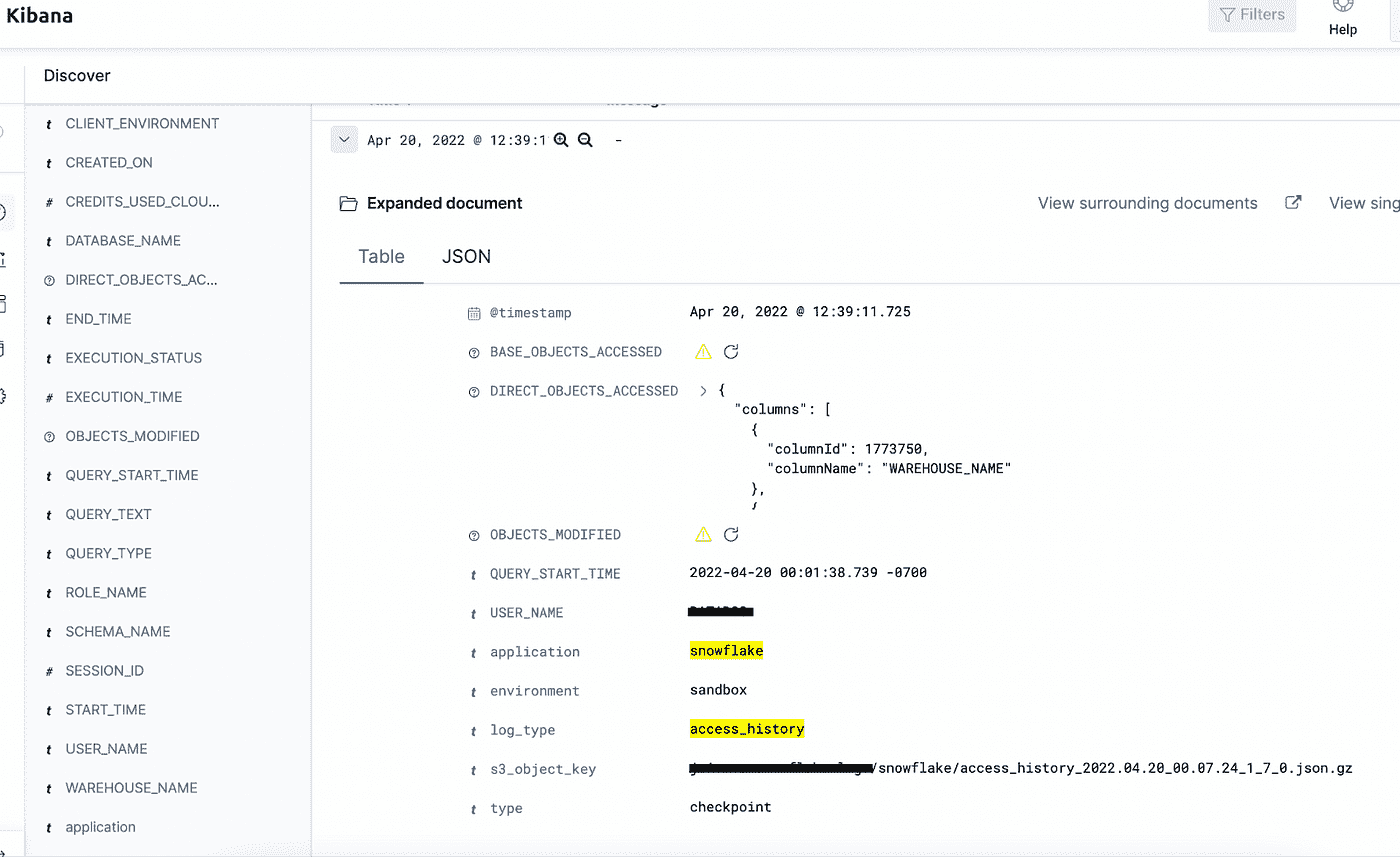 Kibana
Filters
Help
Discover
CLIENT_ENVIRONMENT
CREATED_ON
CREDITS_USED_CLOU...
DATABASE_NAME
DIRECT_OBJECTS_AC...
END_TIME
EXECUTION_STATUS
EXECUTION_TIME
OBJECTS_MODIFIED
QUERY_START_TIME
QUERY_TEXT
QUERY_TYPE
ROLE_NAME
SCHEMA_NAME
SESSION_ID
START_TIME
USER_NAME
WAREHOUSE_NAME
application
Apr 20, 2022 @ 12:39:1 -
Expanded document
View surrounding documents
View sing
Table JSON
@timestamp Apr 20, 2022 @ 12:39:11.725
BASE_OBJECTS_ACCESSED
DIRECT_OBJECTS_ACCESSED {
"columns": [
{
"columnId": 1773750,
"columnName": "WAREHOUSE_NAME"
},
{
OBJECTS_MODIFIED
t QUERY_START_TIME 2022-04-20 00:01:38.739 -0700
t USER_NAME
t application snowflake
t environment sandbox
t log_type access_history
t s3_object_key /snowflake/access_history_2022.04.20_00.07.24_1_7_0.json.gz
t type checkpoint